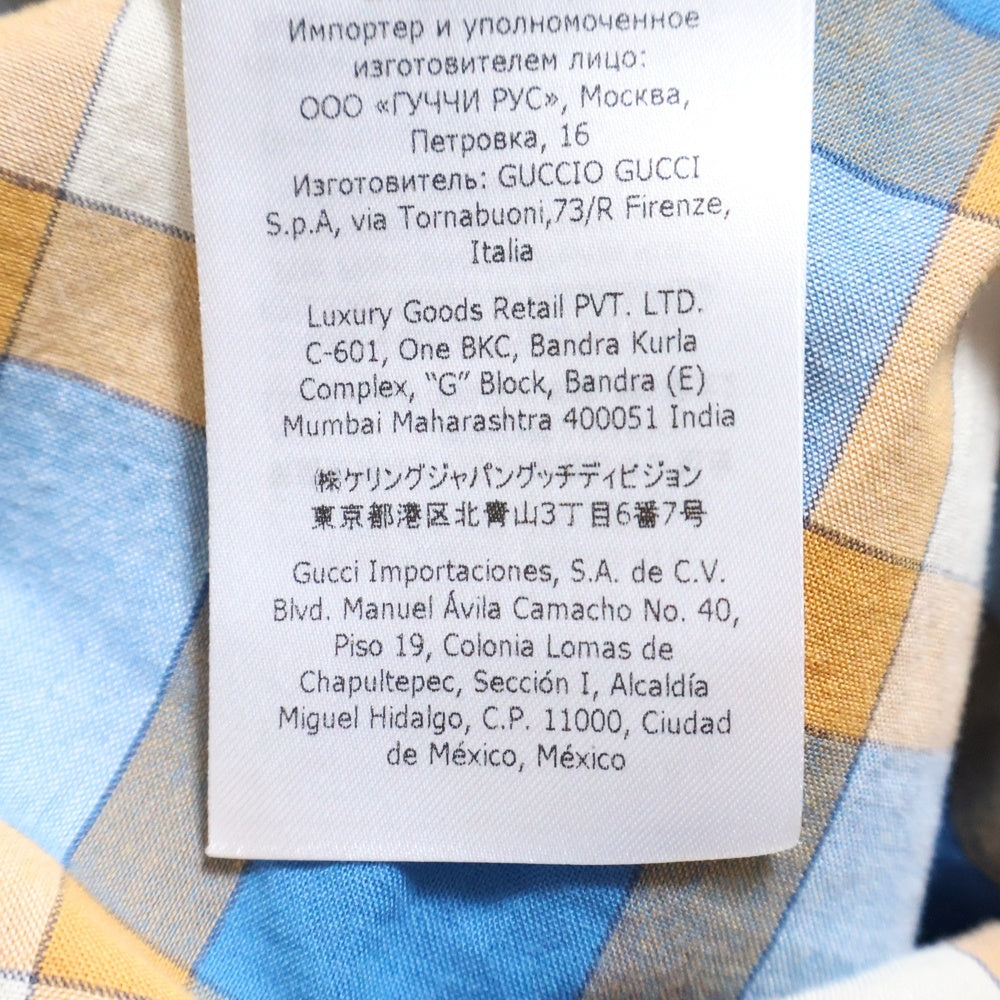 Импортер и уполномоченное
изготовителем лицо:
ООО «ГУЧЧИ РУС», Москва,
Петровка, 16
Изготовитель: GUCCIO GUCCI
S.p.A, via Tornabuoni,73/R Firenze,
Italia
Luxury Goods Retail PVT. LTD.
C-601, One BKC, Bandra Kurla
Complex, “G” Block, Bandra (E)
Mumbai Maharashtra 400051 India
㈱ケリングジャパングッチディビジョン
東京都港区北青山3丁目6番7号
Gucci Importaciones, S.A. de C.V.
Blvd. Manuel Ávila Camacho No. 40,
Piso 19, Colonia Lomas de
Chapultepec, Sección I, Alcaldía
Miguel Hidalgo, C.P. 11000, Ciudad
de México, México